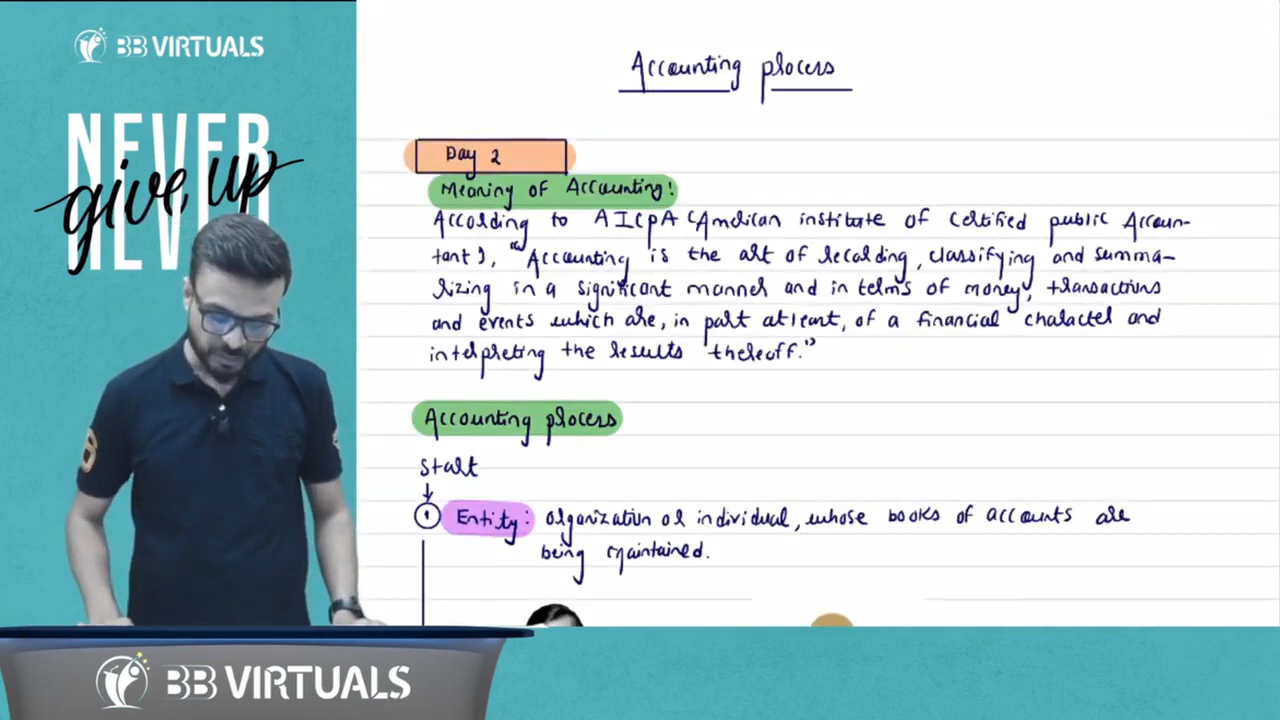 BB VIRTUALS
NEVER
give up
NEVER
Accounting process
Day 2
Meaning of Accounting:
According to AICPA (American institute of certified public Accoun-
tant), "Accounting is the art of recording, classifying and summa-
rizing in a significant manner and in terms of money, transactions
and events which are, in part at least, of a financial character and
interpreting the results thereoff."
Accounting process
Start
1 Entity: organization or individual, whose books of accounts are
being maintained.
BB VIRTUALS